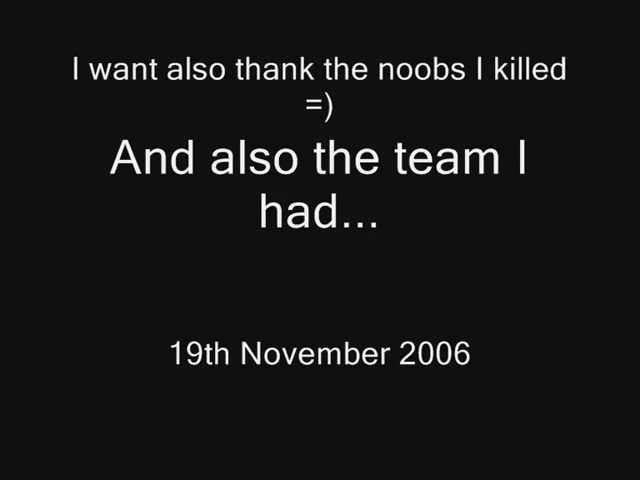 I want also thank the noobs I killed
=)
And also the team I
had...
19th November 2006